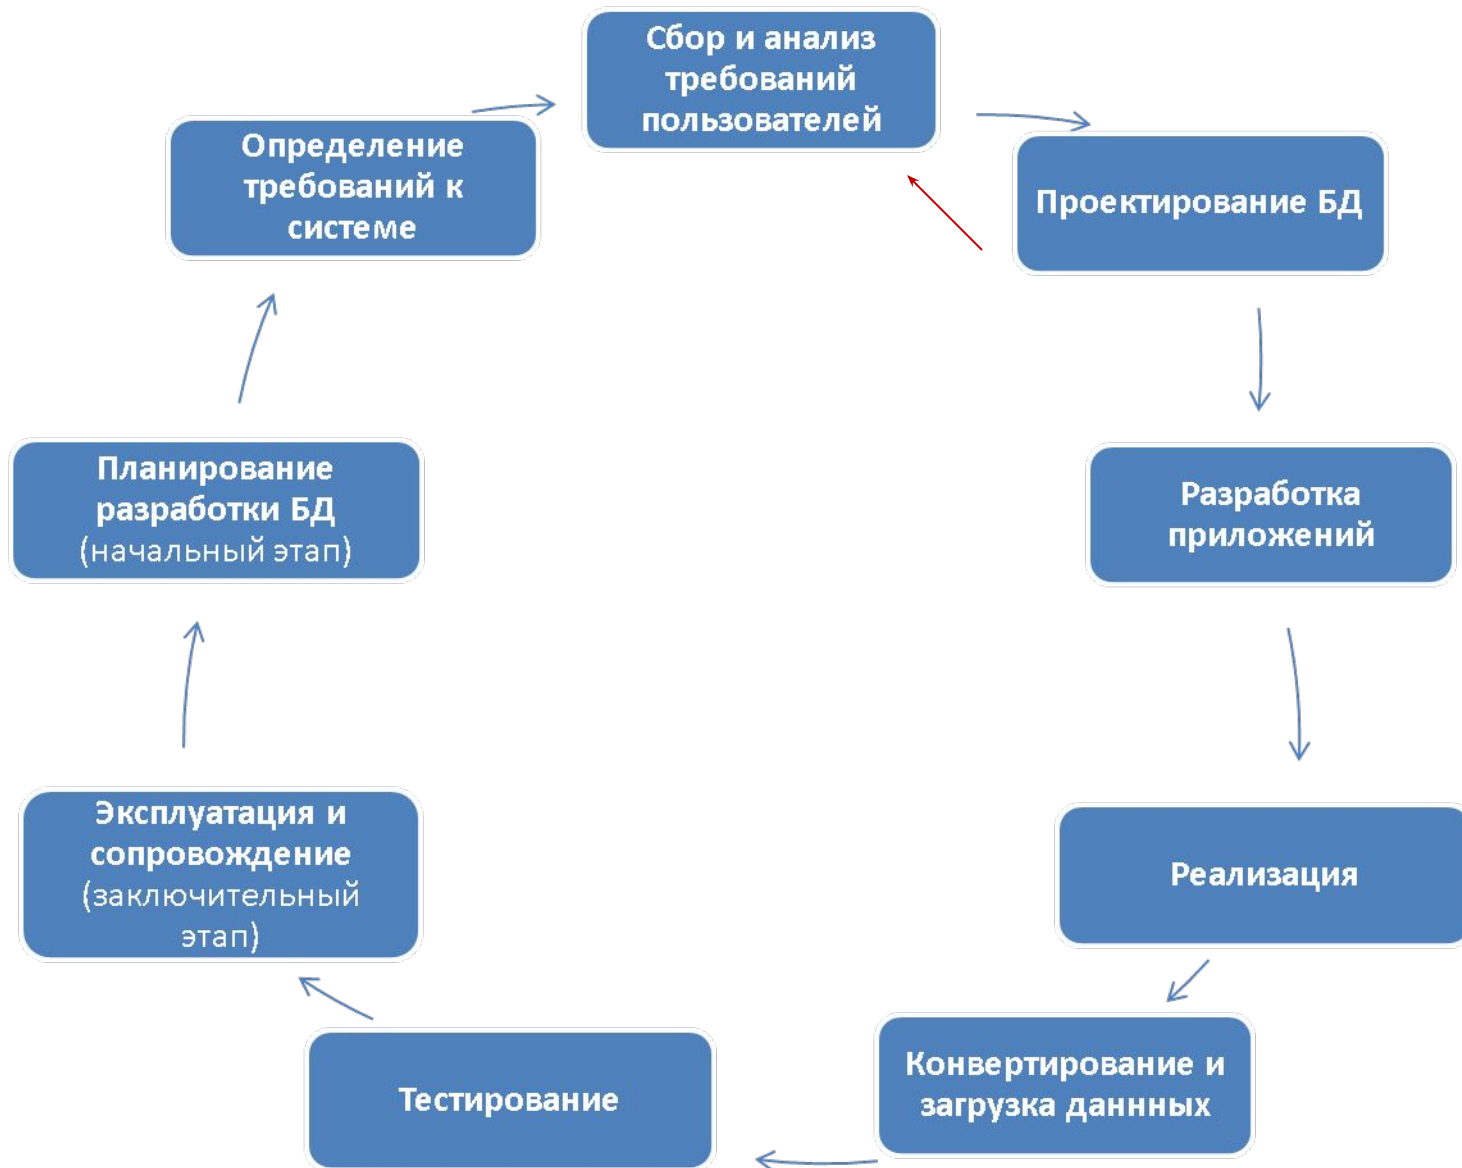 Сбор и анализ
требований
пользователей
Определение
требований к
системе
Проектирование БД
Планирование
разработки БД
(начальный этап)
Разработка
приложений
Эксплуатация и
сопровождение
(заключительный
этап)
Реализация
Конвертирование и
загрузка даннных
Тестирование